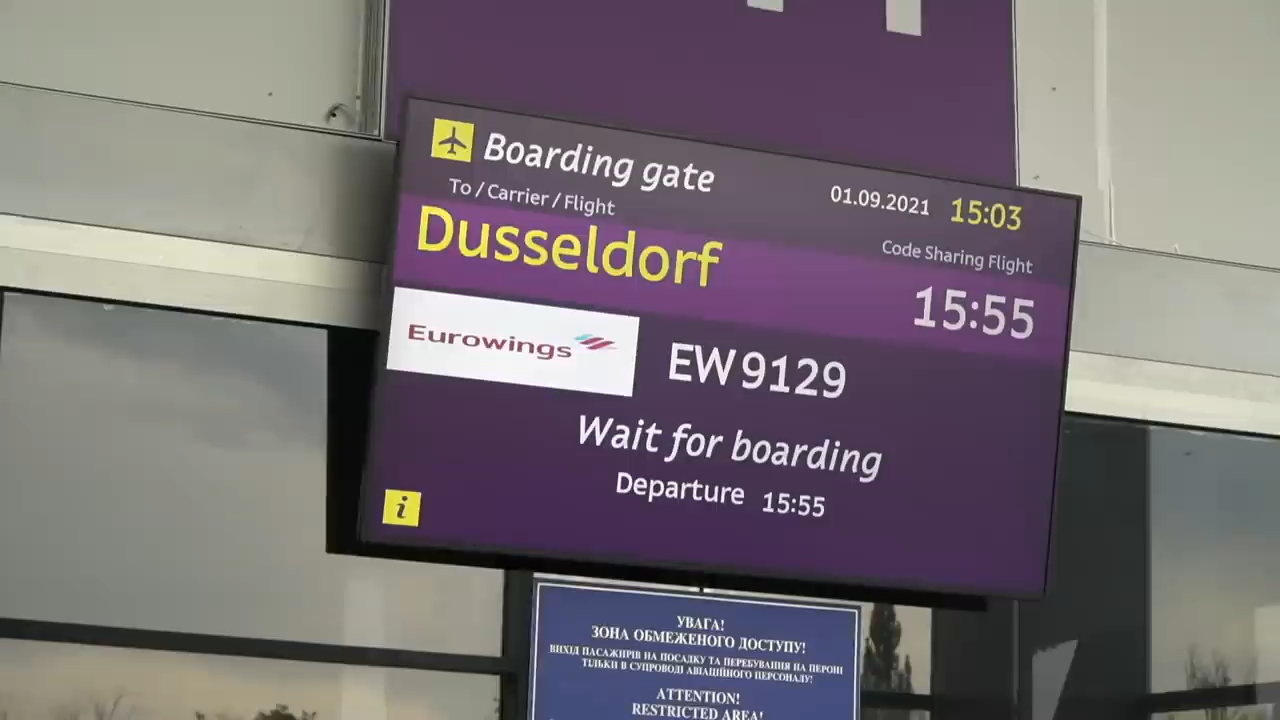 Boarding gate
01.09.2021 15:03
To / Carrier / Flight
Code Sharing Flight
Dusseldorf
15:55
Eurowings
EW 9129
Wait for boarding
Departure 15:55
i
УВАГА!
ЗОНА ОБМЕЖЕНОГО ДОСТУПУ!
ВИХІД ПАСАЖИРІВ НА ПОСАДКУ ТА ПЕРЕБУВАННЯ НА ПЕРОНІ
ТІЛЬКИ В СУПРОВОДІ АВІАЦІЙНОГО ПЕРСОНАЛУ!
ATTENTION!
RESTRICTED AREA!